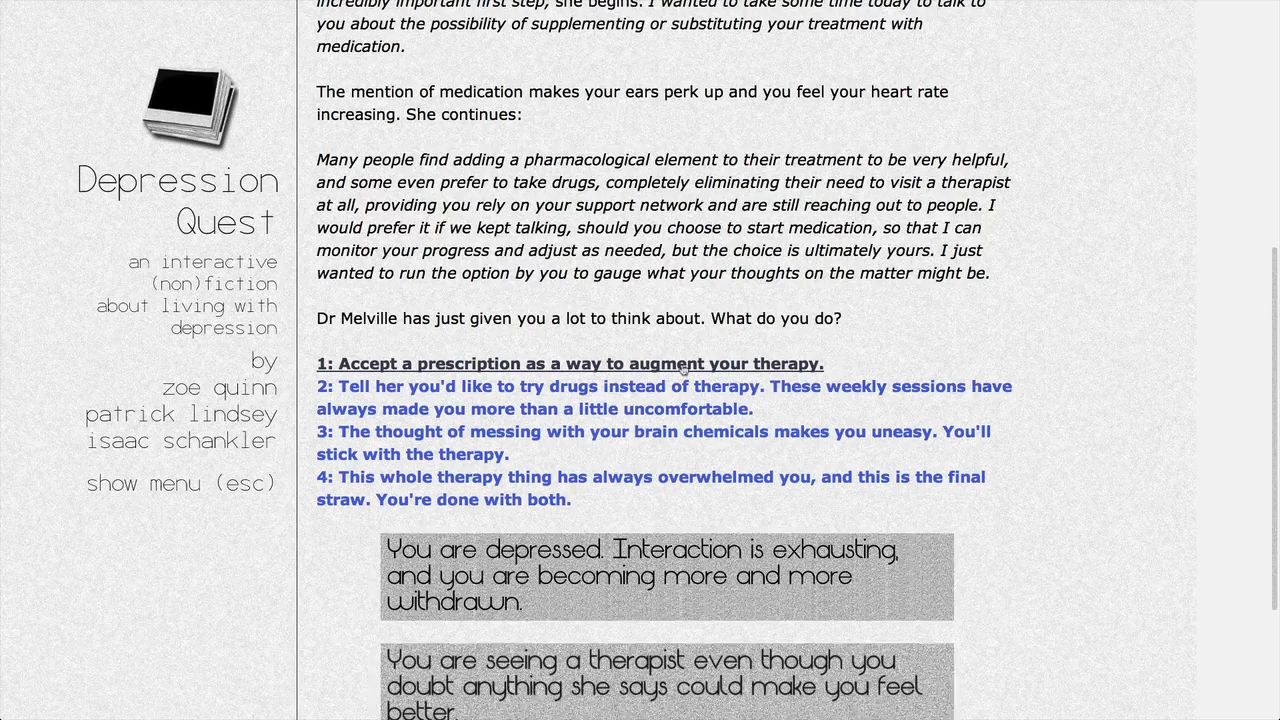 Depression
Quest
an interactive
(non)fiction
about living with
depression
by
zoe quinn
patrick lindsey
isaac schankler
show menu (esc)
incredibly important first step, she begins. I wanted to take some time today to talk to
you about the possibility of supplementing or substituting your treatment with
medication.
The mention of medication makes your ears perk up and you feel your heart rate
increasing. She continues:
Many people find adding a pharmacological element to their treatment to be very helpful,
and some even prefer to take drugs, completely eliminating their need to visit a therapist
at all, providing you rely on your support network and are still reaching out to people. I
would prefer it if we kept talking, should you choose to start medication, so that I can
monitor your progress and adjust as needed, but the choice is ultimately yours. I just
wanted to run the option by you to gauge what your thoughts on the matter might be.
Dr Melville has just given you a lot to think about. What do you do?
1: Accept a prescription as a way to augment your therapy.
2: Tell her you'd like to try drugs instead of therapy. These weekly sessions have
always made you more than a little uncomfortable.
3: The thought of messing with your brain chemicals makes you uneasy. You'll
stick with the therapy.
4: This whole therapy thing has always overwhelmed you, and this is the final
straw. You're done with both.
You are depressed. Interaction is exhausting,
and you are becoming more and more
withdrawn.
You are seeing a therapist even though you
doubt anything she says could make you feel
better.